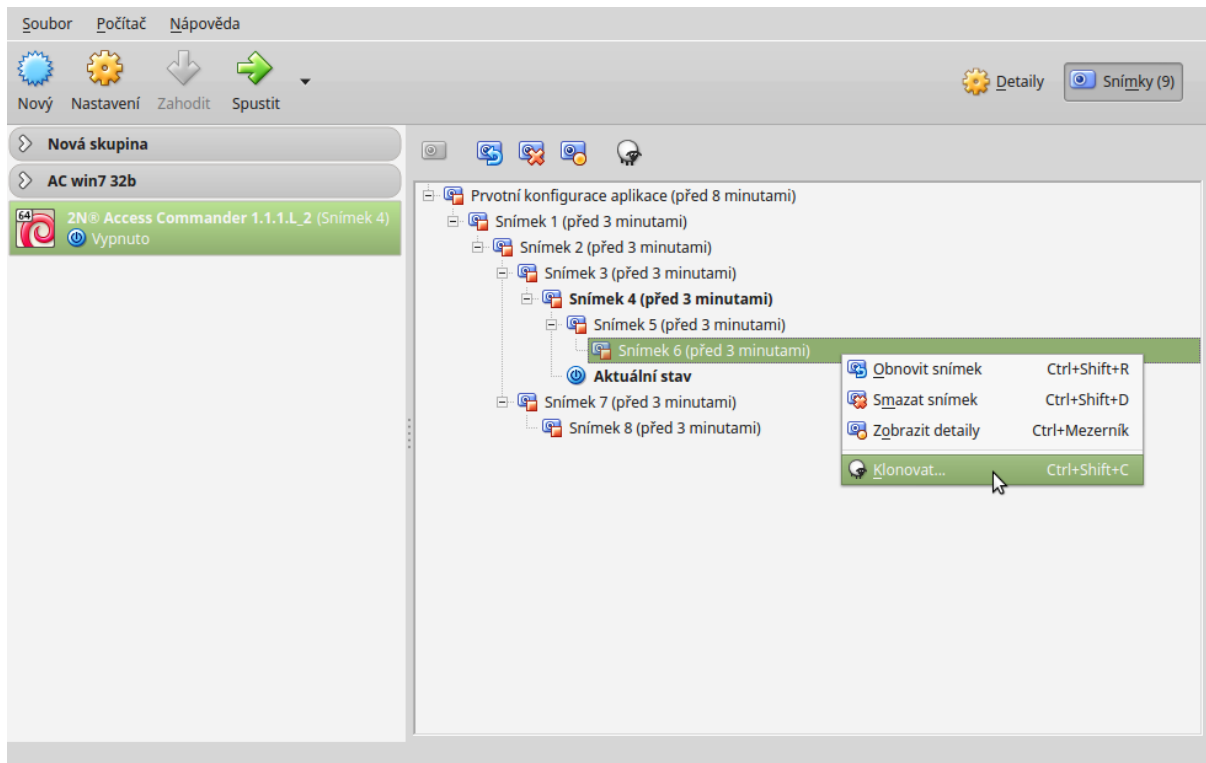 Soubor Počítač Nápověda
Nový Nastavení Zahodit Spustit
Detaily Snímky (9)
Nová skupina
AC win7 32b
64 2N® Access Commander 1.1.1.L_2 (Snímek 4)
Vypnuto
Prvotní konfigurace aplikace (před 8 minutami)
Snímek 1 (před 3 minutami)
Snímek 2 (před 3 minutami)
Snímek 3 (před 3 minutami)
Snímek 4 (před 3 minutami)
Snímek 5 (před 3 minutami)
Snímek 6 (před 3 minutami)
Aktuální stav
Snímek 7 (před 3 minutami)
Snímek 8 (před 3 minutami)
Obnovit snímek Ctrl+Shift+R
Smazat snímek Ctrl+Shift+D
Zobrazit detaily Ctrl+Mezerník
Klonovat... Ctrl+Shift+C